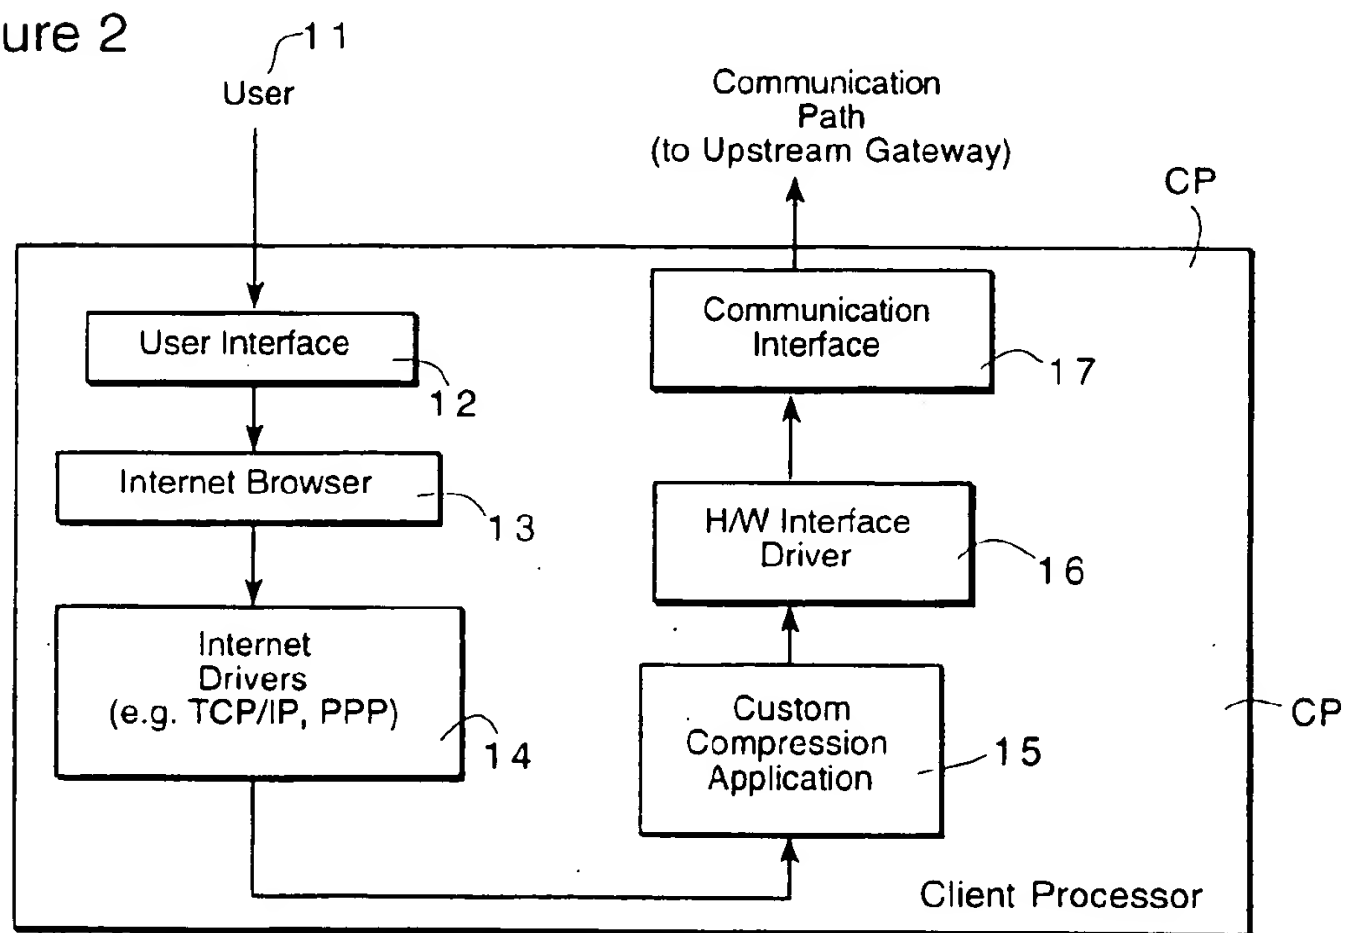 ure 2
11
User
Communication
Path
(to Upstream Gateway)
CP
User Interface
12
Internet Browser
13
Internet
Drivers
(e.g. TCP/IP, PPP)
14
Communication
Interface
17
H/W Interface
Driver
16
Custom
Compression
Application
15
CP
Client Processor